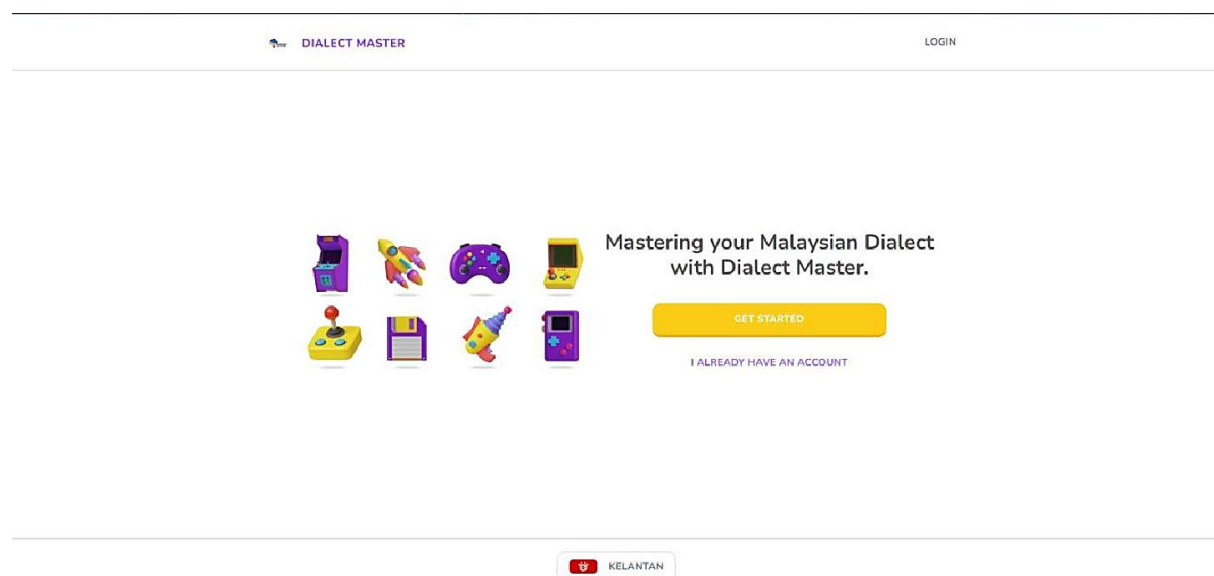 DIALECT MASTER
LOGIN
Mastering your Malaysian Dialect
with Dialect Master.
GET STARTED
I ALREADY HAVE AN ACCOUNT
KELANTAN